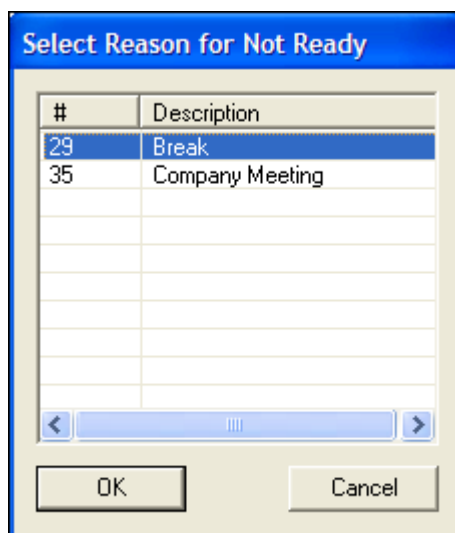 Select Reason for Not Ready
# Description
29 Break
35 Company Meeting
OK Cancel